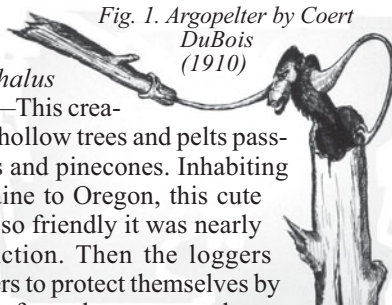 Fig. 1. Argopelter by Coert
DuBois
(1910)
halus
—This crea-
hollow trees and pelts pass-
s and pinecones. Inhabiting
ine to Oregon, this cute
so friendly it was nearly
ction. Then the loggers
ers to protect themselves by